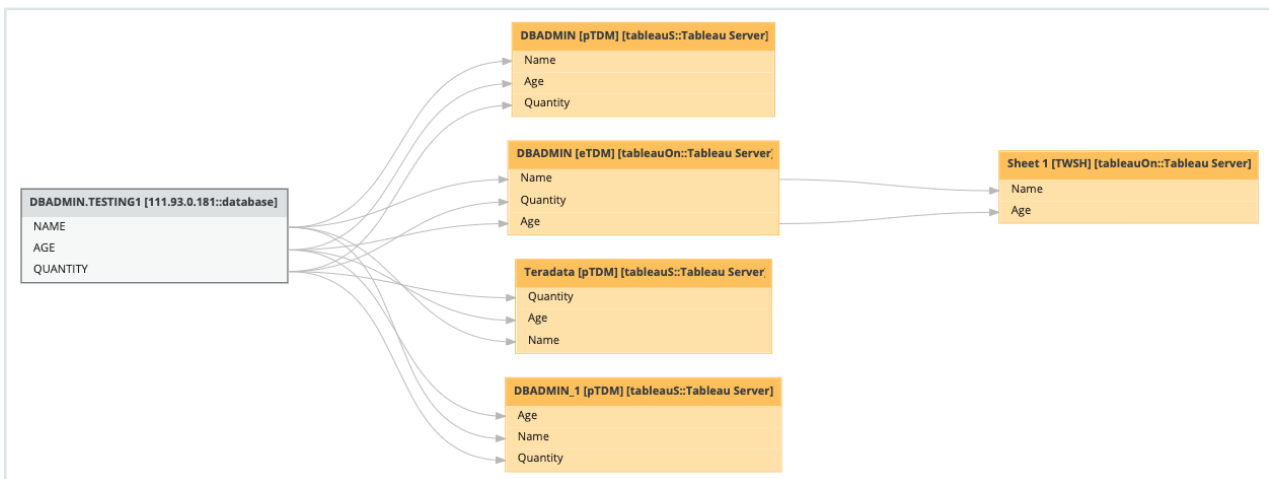 DBADMIN.TESTING1 [111.93.0.181::database]
NAME
AGE
QUANTITY
DBADMIN [pTDM] [tableauS::Tableau Server]
Name
Age
Quantity
DBADMIN [eTDM] [tableauOn::Tableau Server]
Name
Quantity
Age
Teradata [pTDM] [tableauS::Tableau Server]
Quantity
Age
Name
DBADMIN_1 [pTDM] [tableauS::Tableau Server]
Age
Name
Quantity
Sheet 1 [TWSH] [tableauOn::Tableau Server]
Name
Age